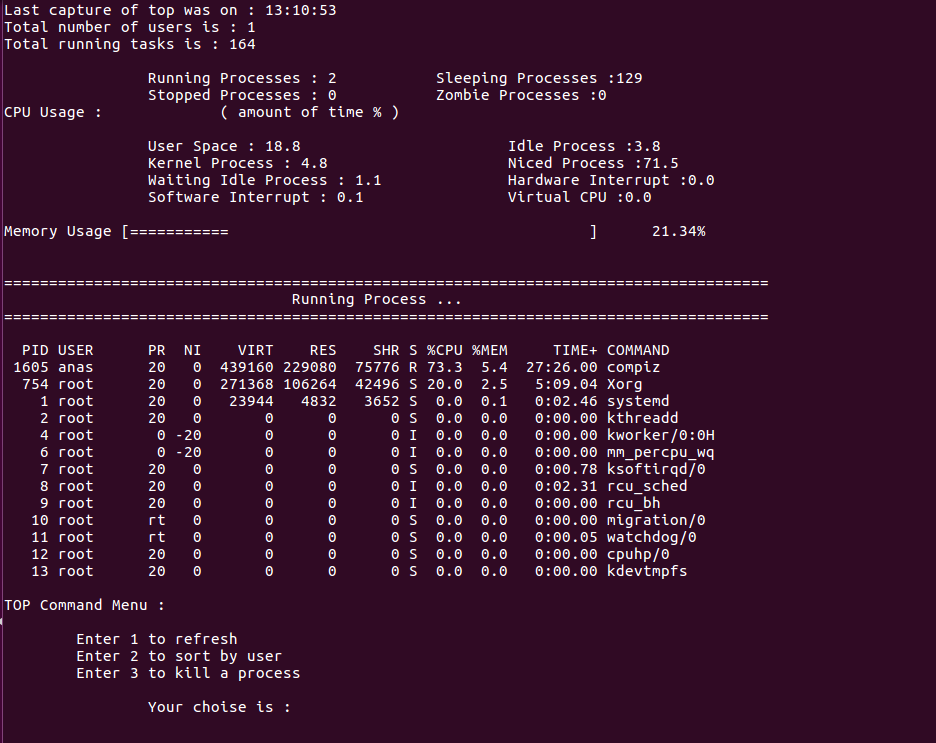 Last capture of top was on : 13:10:53
Total number of users is : 1
Total running tasks is : 164
Running Processes : 2 Sleeping Processes :129
Stopped Processes : 0 Zombie Processes :0
CPU Usage : ( amount of time % )
User Space : 18.8 Idle Process :3.8
Kernel Process : 4.8 Niced Process :71.5
Waiting Idle Process : 1.1 Hardware Interrupt :0.0
Software Interrupt : 0.1 Virtual CPU :0.0
Memory Usage [=========== ] 21.34%
=====================================================================================
Running Process ...
=====================================================================================
PID USER PR NI VIRT RES SHR S %CPU %MEM TIME+ COMMAND
1605 anas 20 0 439160 229080 75776 R 73.3 5.4 27:26.00 compiz
754 root 20 0 271368 106264 42496 S 20.0 2.5 5:09.04 Xorg
1 root 20 0 23944 4832 3652 S 0.0 0.1 0:02.46 systemd
2 root 20 0 0 0 0 S 0.0 0.0 0:00.00 kthreadd
4 root 0 -20 0 0 0 I 0.0 0.0 0:00.00 kworker/0:0H
6 root 0 -20 0 0 0 I 0.0 0.0 0:00.00 mm_percpu_wq
7 root 20 0 0 0 0 S 0.0 0.0 0:00.78 ksoftirqd/0
8 root 20 0 0 0 0 I 0.0 0.0 0:02.31 rcu_sched
9 root 20 0 0 0 0 I 0.0 0.0 0:00.00 rcu_bh
10 root rt 0 0 0 0 S 0.0 0.0 0:00.00 migration/0
11 root rt 0 0 0 0 S 0.0 0.0 0:00.05 watchdog/0
12 root 20 0 0 0 0 S 0.0 0.0 0:00.00 cpuhp/0
13 root 20 0 0 0 0 S 0.0 0.0 0:00.00 kdevtmpfs
TOP Command Menu :
Enter 1 to refresh
Enter 2 to sort by user
Enter 3 to kill a process
Your choise is :